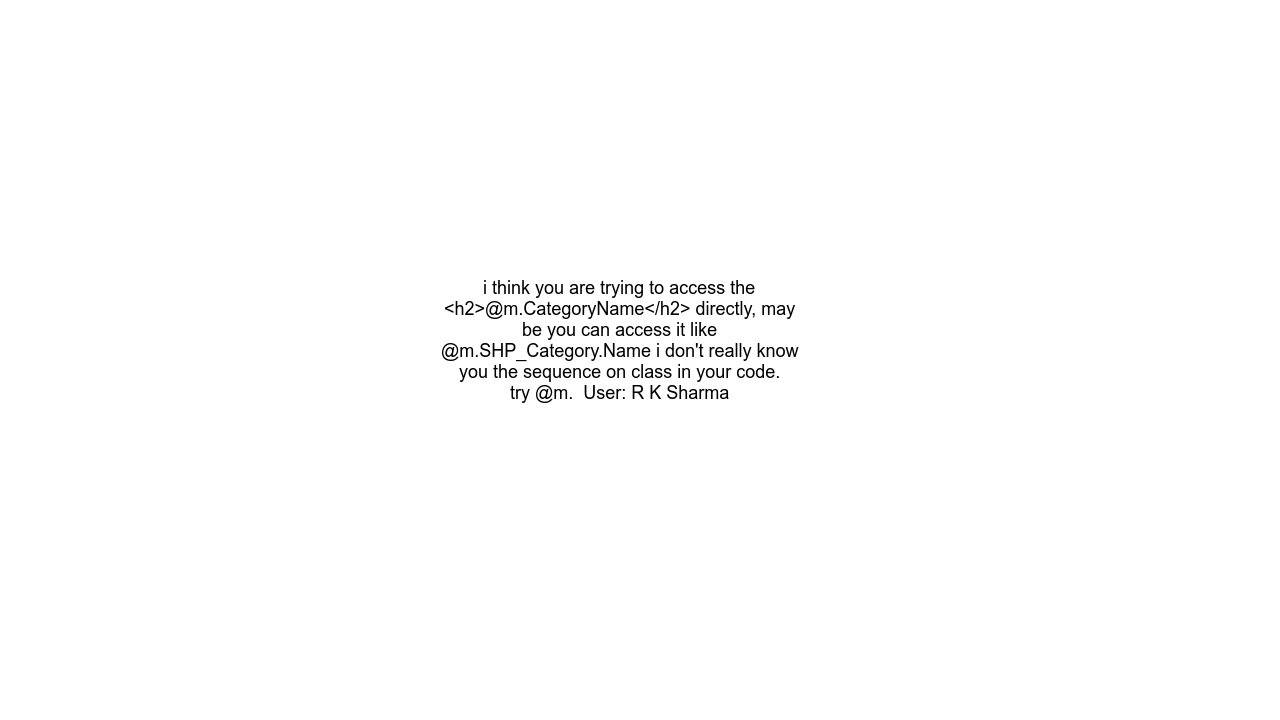 i think you are trying to access the
<h2>@m.CategoryName</h2> directly, may
be you can access it like
@m.SHP_Category.Name i don't really know
you the sequence on class in your code.
try @m.  User: R K Sharma